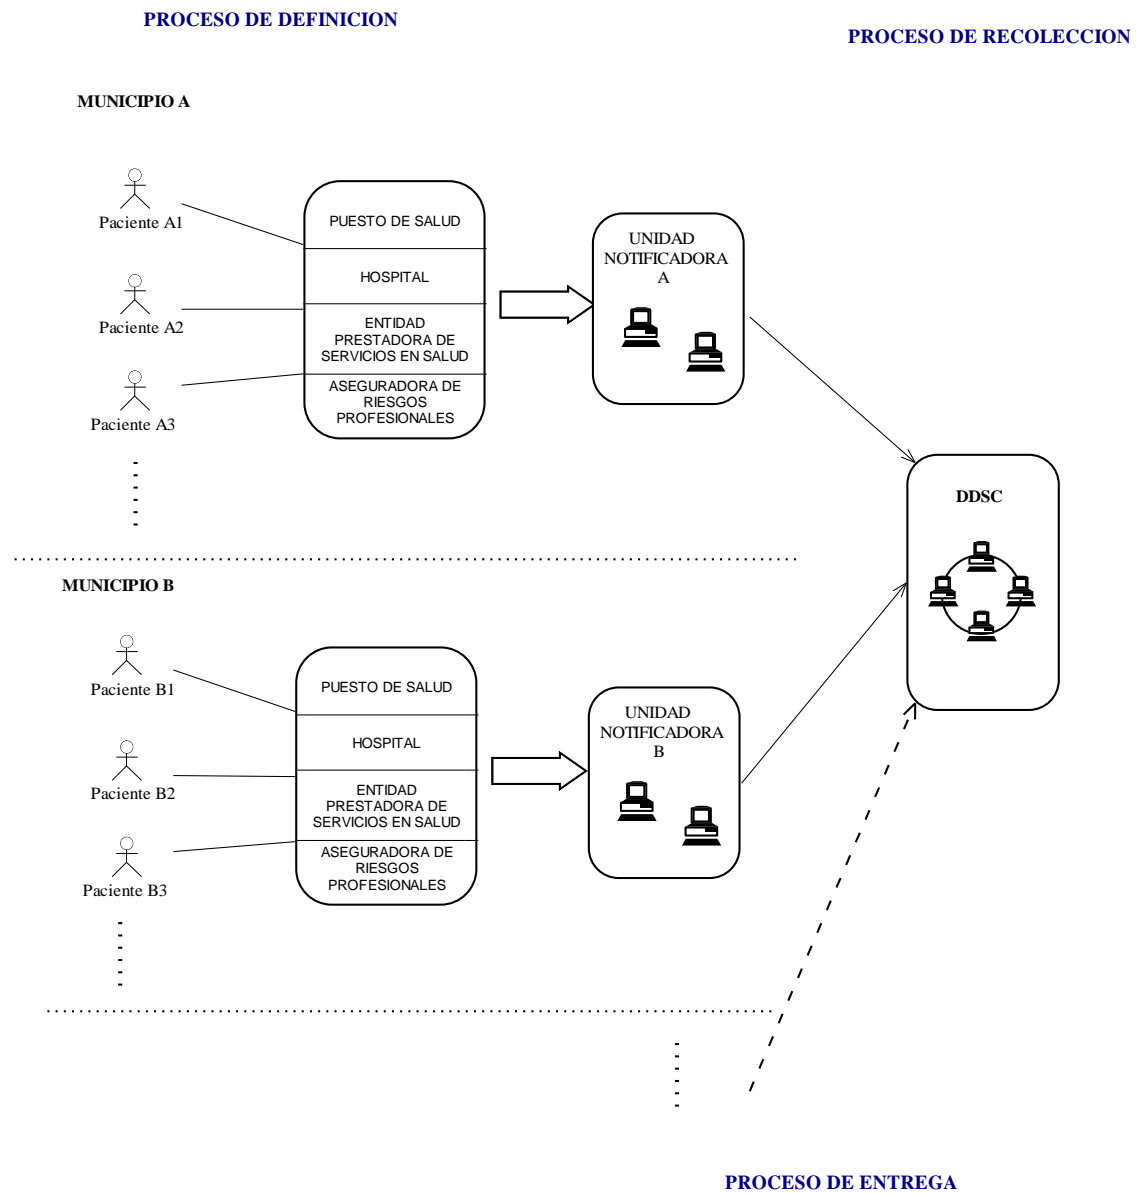 PROCESO DE DEFINICION
PROCESO DE RECOLECCION
MUNICIPIO A
Paciente A1
Paciente A2
Paciente A3
PUESTO DE SALUD
HOSPITAL
ENTIDAD
PRESTADORA DE
SERVICIOS EN SALUD
ASEGURADORA DE
RIESGOS
PROFESIONALES
UNIDAD
NOTIFICADORA
A
DDSC
MUNICIPIO B
Paciente B1
Paciente B2
Paciente B3
PUESTO DE SALUD
HOSPITAL
ENTIDAD
PRESTADORA DE
SERVICIOS EN SALUD
ASEGURADORA DE
RIESGOS
PROFESIONALES
UNIDAD
NOTIFICADORA
B
PROCESO DE ENTREGA